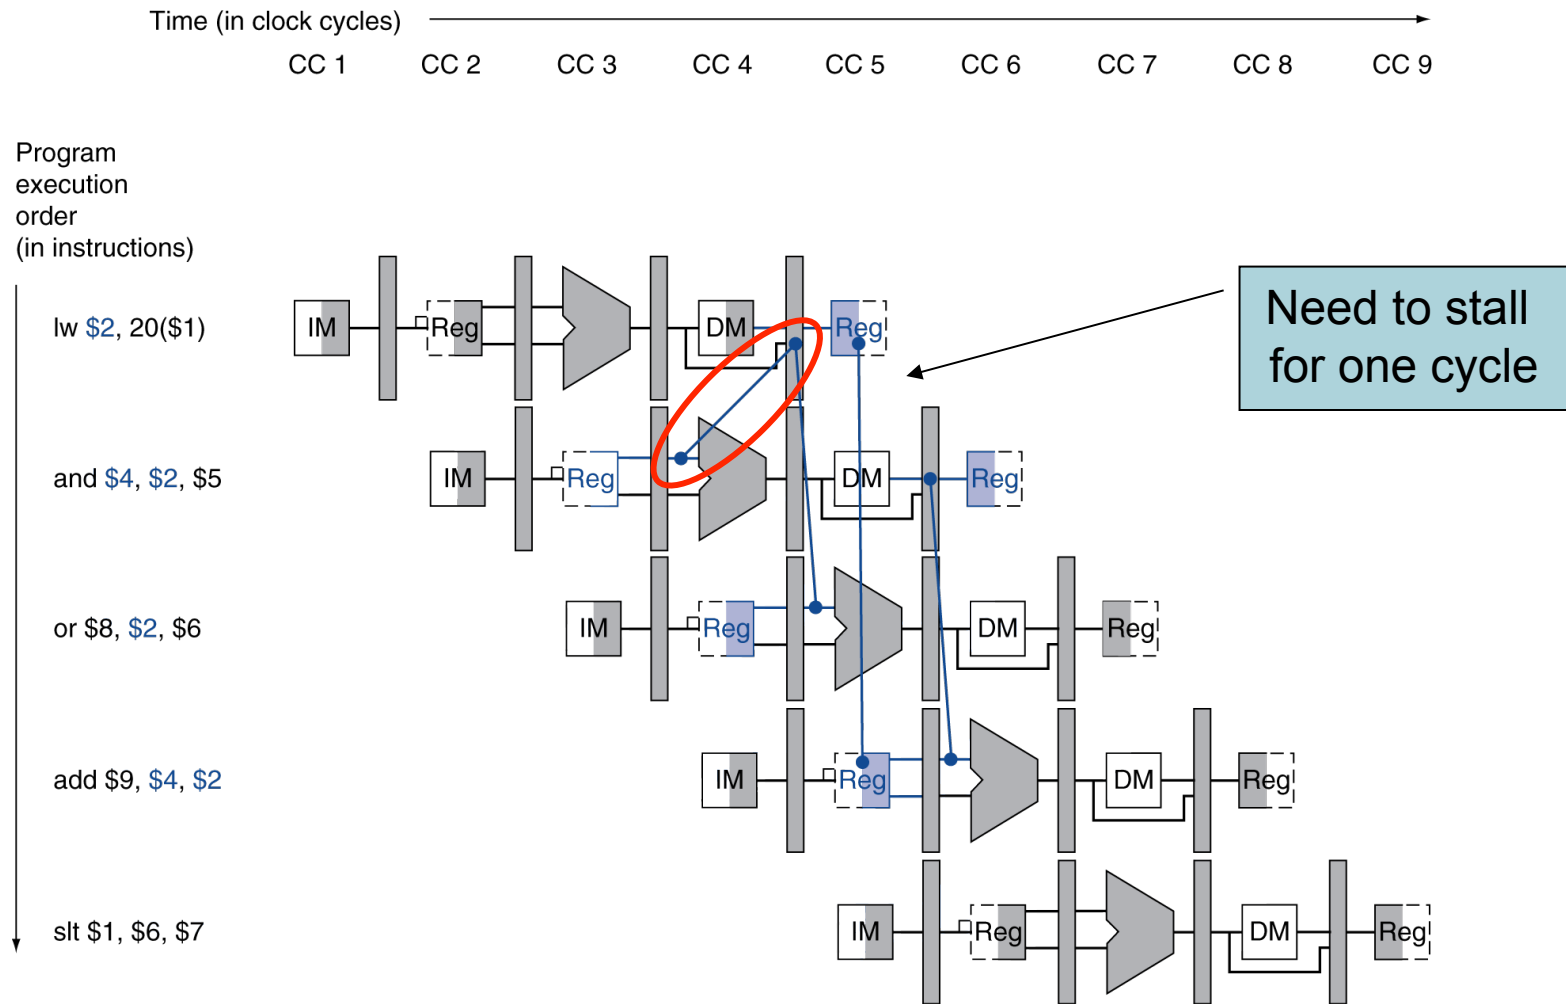 Time (in clock cycles)
CC 1 CC 2 CC 3 CC 4 CC 5 CC 6 CC 7 CC 8 CC 9
Program
execution
order
(in instructions)
lw $2, 20($1) IM Reg DM Reg
Need to stall
for one cycle
and $4, $2, $5 IM Reg DM Reg
or $8, $2, $6 IM Reg DM Reg
add $9, $4, $2 IM Reg DM Reg
slt $1, $6, $7 IM Reg DM Reg